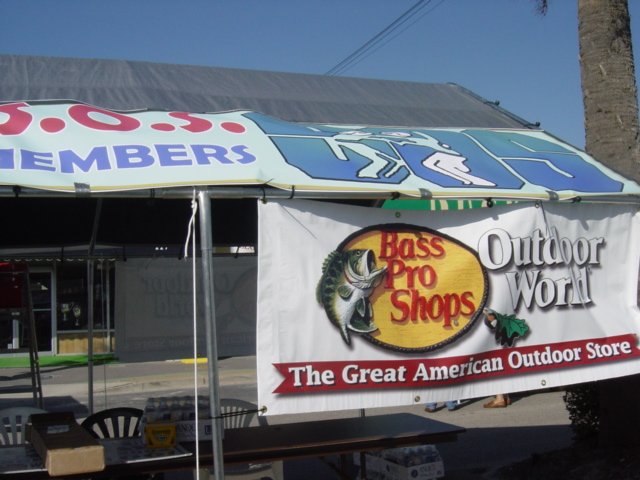 S.O.S.
MEMBERS
Bass
Pro
Shops
Outdoor
World
The Great American Outdoor Store